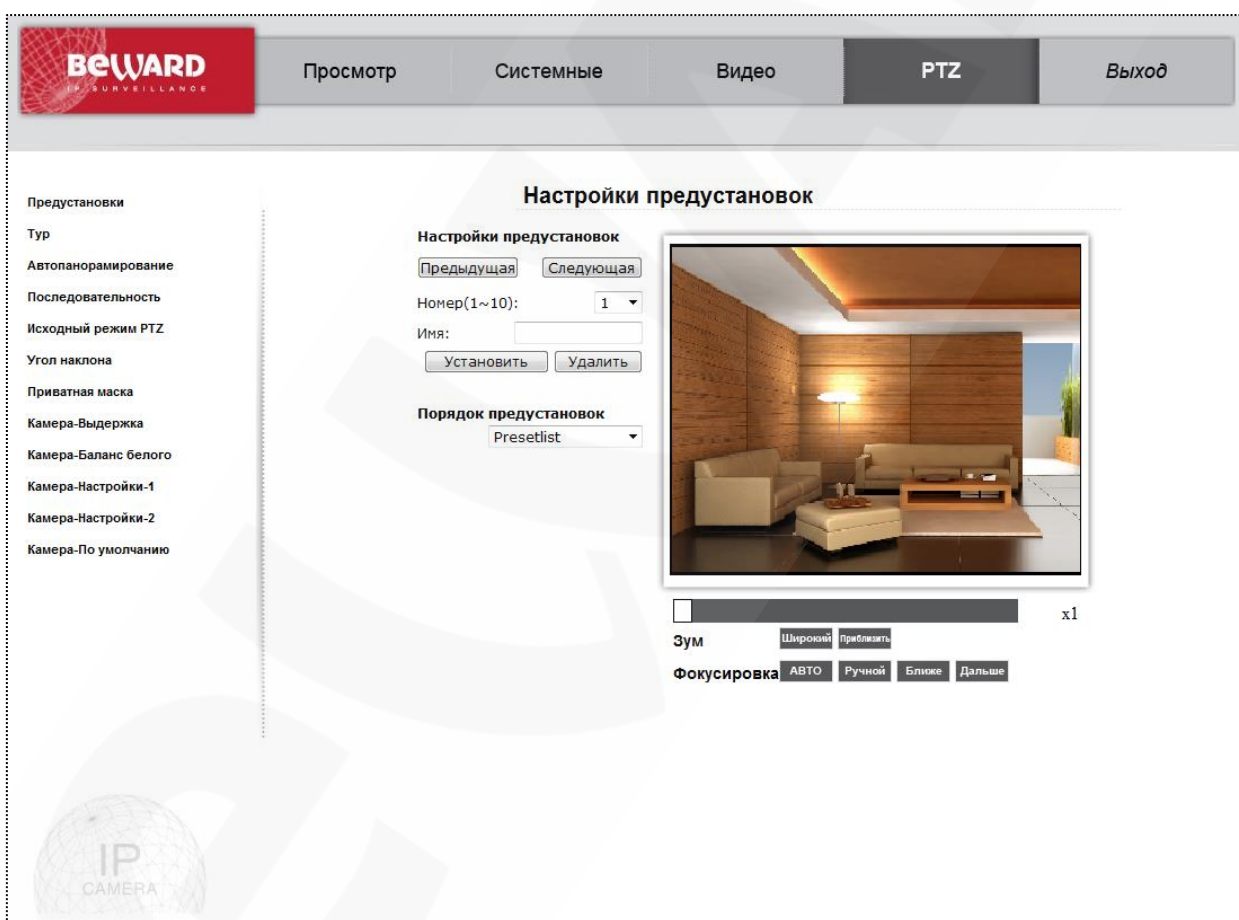 BEWARD
IP SURVEILLANCE
Просмотр
Системные
Видео
PTZ
Выход
Предустановки
Тур
Автопанорамирование
Последовательность
Исходный режим PTZ
Угол наклона
Приватная маска
Камера-Выдержка
Камера-Баланс белого
Камера-Настройки-1
Камера-Настройки-2
Камера-По умолчанию
Настройки предустановок
Настройки предустановок
Предыдущая Следующая
Номер(1~10): 1
Имя:
Установить Удалить
Порядок предустановок
Presetlist
x1
Зум Широкий Приблизить
Фокусировка АВТО Ручной Ближе Дальше
IP
CAMERA